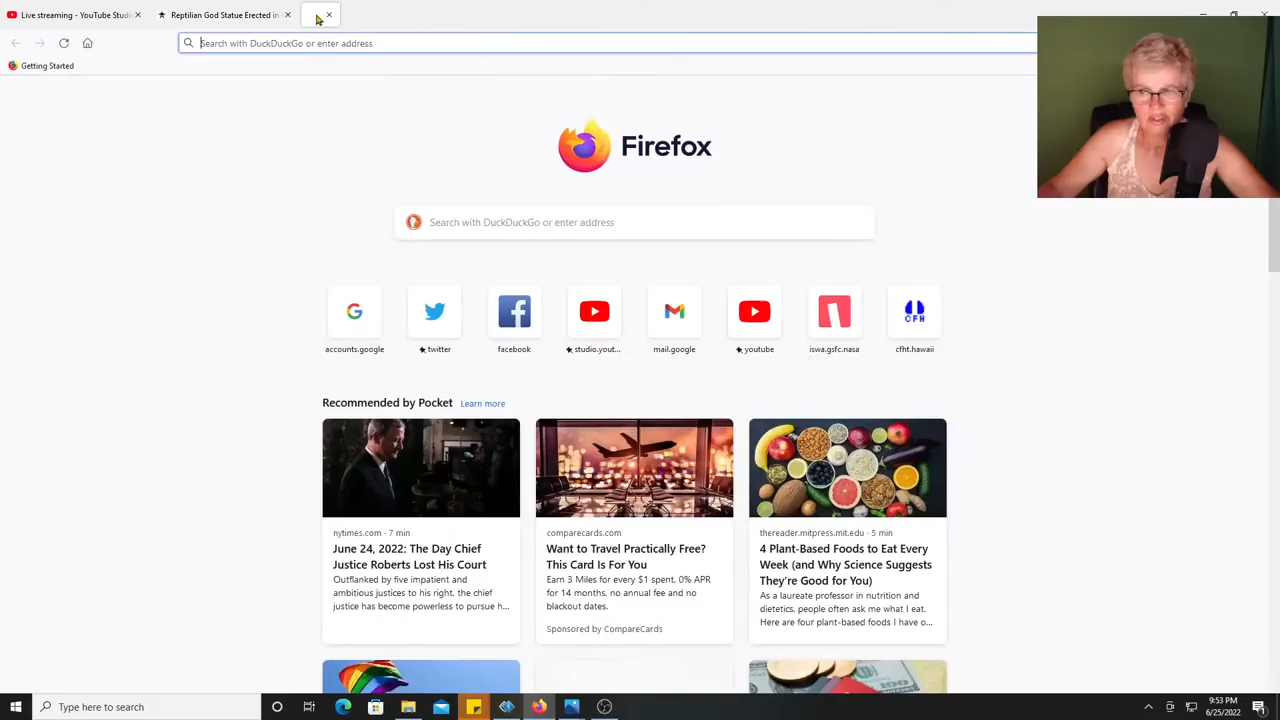 Live streaming - YouTube Studi
Reptilian God Statue Erected in
Search with DuckDuckGo or enter address
Getting Started
Firefox
Search with DuckDuckGo or enter address
accounts.google
twitter
facebook
studio.yout...
mail.google
youtube
iswa.gsfc.nasa
CFH
cfht.hawaii
Recommended by Pocket Learn more
nytimes.com · 7 min
June 24, 2022: The Day Chief
Justice Roberts Lost His Court
Outflanked by five impatient and
ambitious justices to his right, the chief
justice has become powerless to pursue h...
comparecards.com
Want to Travel Practically Free?
This Card Is For You
Earn 3 Miles for every $1 spent, 0% APR
for 14 months, no annual fee and no
blackout dates.
Sponsored by CompareCards
thereader.mitpress.mit.edu · 5 min
4 Plant-Based Foods to Eat Every
Week (and Why Science Suggests
They're Good for You)
As a laureate professor in nutrition and
dietetics, people often ask me what I eat.
Here are four plant-based foods I have o...
Type here to search
9:53 PM
6/25/2022